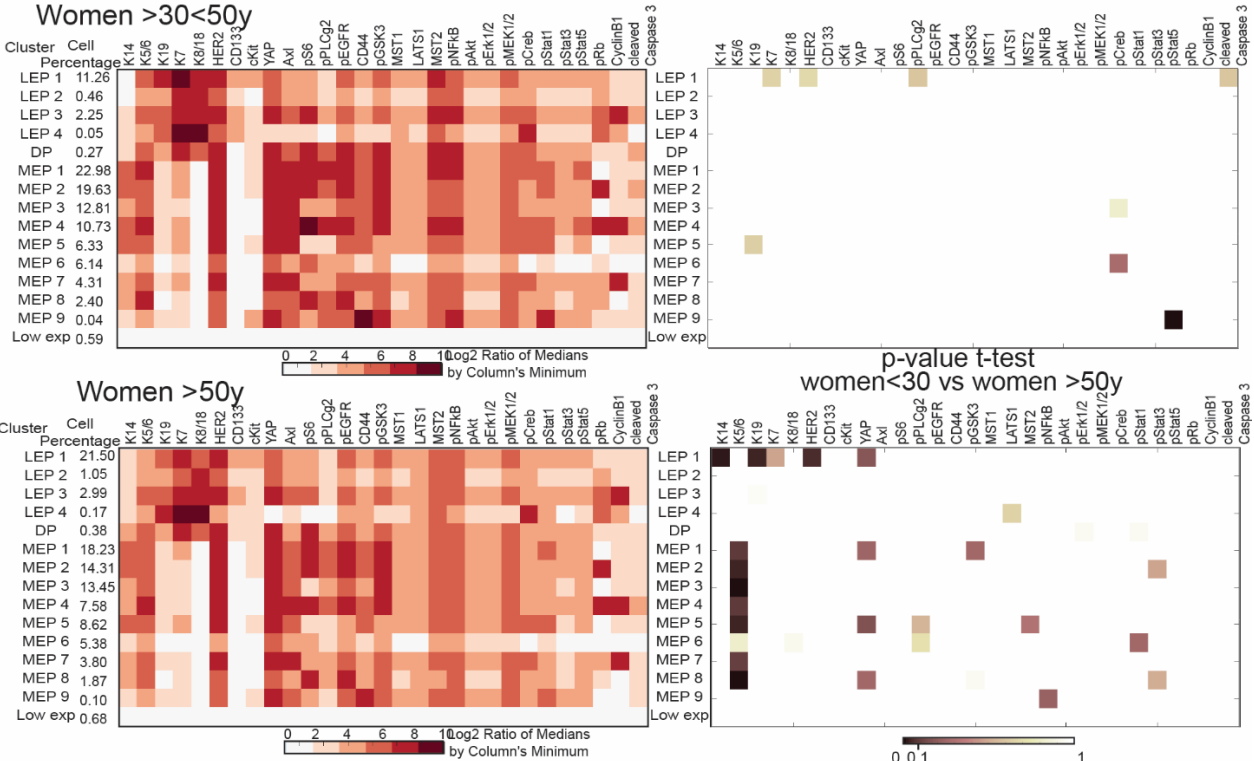 Women >30<50y
Cluster Cell Percentage K14 K5/6 K19 K7 K8/18 HER2 CD133 cKit YAP Axl pS6 pPLCg2 pEGFR CD44 pGSK3 MST1 LATS1 MST2 pNFkB pAkt pErk1/2 pMEK1/2 pCreb pStat1 pStat3 pStat5 pRb CyclinB1 cleaved Caspase 3
LEP 1 11.26
LEP 2 0.46
LEP 3 2.25
LEP 4 0.05
DP 0.27
MEP 1 22.98
MEP 2 19.63
MEP 3 12.81
MEP 4 10.73
MEP 5 6.33
MEP 6 6.14
MEP 7 4.31
MEP 8 2.40
MEP 9 0.04
Low exp 0.59
0 2 4 6 8 10
Log2 Ratio of Medians
by Column's Minimum
K14 K5/6 K19 K7 K8/18 HER2 CD133 cKit YAP Axl pS6 pPLCg2 pEGFR CD44 pGSK3 MST1 LATS1 MST2 pNFkB pAkt pErk1/2 pMEK1/2 pCreb pStat1 pStat3 pStat5 pRb CyclinB1 cleaved Caspase 3
LEP 1
LEP 2
LEP 3
LEP 4
DP
MEP 1
MEP 2
MEP 3
MEP 4
MEP 5
MEP 6
MEP 7
MEP 8
MEP 9
Low exp
Women >50y
Cluster Cell Percentage K14 K5/6 K19 K7 K8/18 HER2 CD133 cKit YAP Axl pS6 pPLCg2 pEGFR CD44 pGSK3 MST1 LATS1 MST2 pNFkB pAkt pErk1/2 pMEK1/2 pCreb pStat1 pStat3 pStat5 pRb CyclinB1 cleaved Caspase 3
LEP 1 21.50
LEP 2 1.05
LEP 3 2.99
LEP 4 0.17
DP 0.38
MEP 1 18.23
MEP 2 14.31
MEP 3 13.45
MEP 4 7.58
MEP 5 8.62
MEP 6 5.38
MEP 7 3.80
MEP 8 1.87
MEP 9 0.10
Low exp 0.68
0 2 4 6 8 10
Log2 Ratio of Medians
by Column's Minimum
p-value t-test
women<30 vs women >50y
K14 K5/6 K19 K7 K8/18 HER2 CD133 cKit YAP Axl pS6 pPLCg2 pEGFR CD44 pGSK3 MST1 LATS1 MST2 pNFkB pAkt pErk1/2 pMEK1/2 pCreb pStat1 pStat3 pStat5 pRb CyclinB1 cleaved Caspase 3
LEP 1
LEP 2
LEP 3
LEP 4
DP
MEP 1
MEP 2
MEP 3
MEP 4
MEP 5
MEP 6
MEP 7
MEP 8
MEP 9
Low exp
0 0.1 1